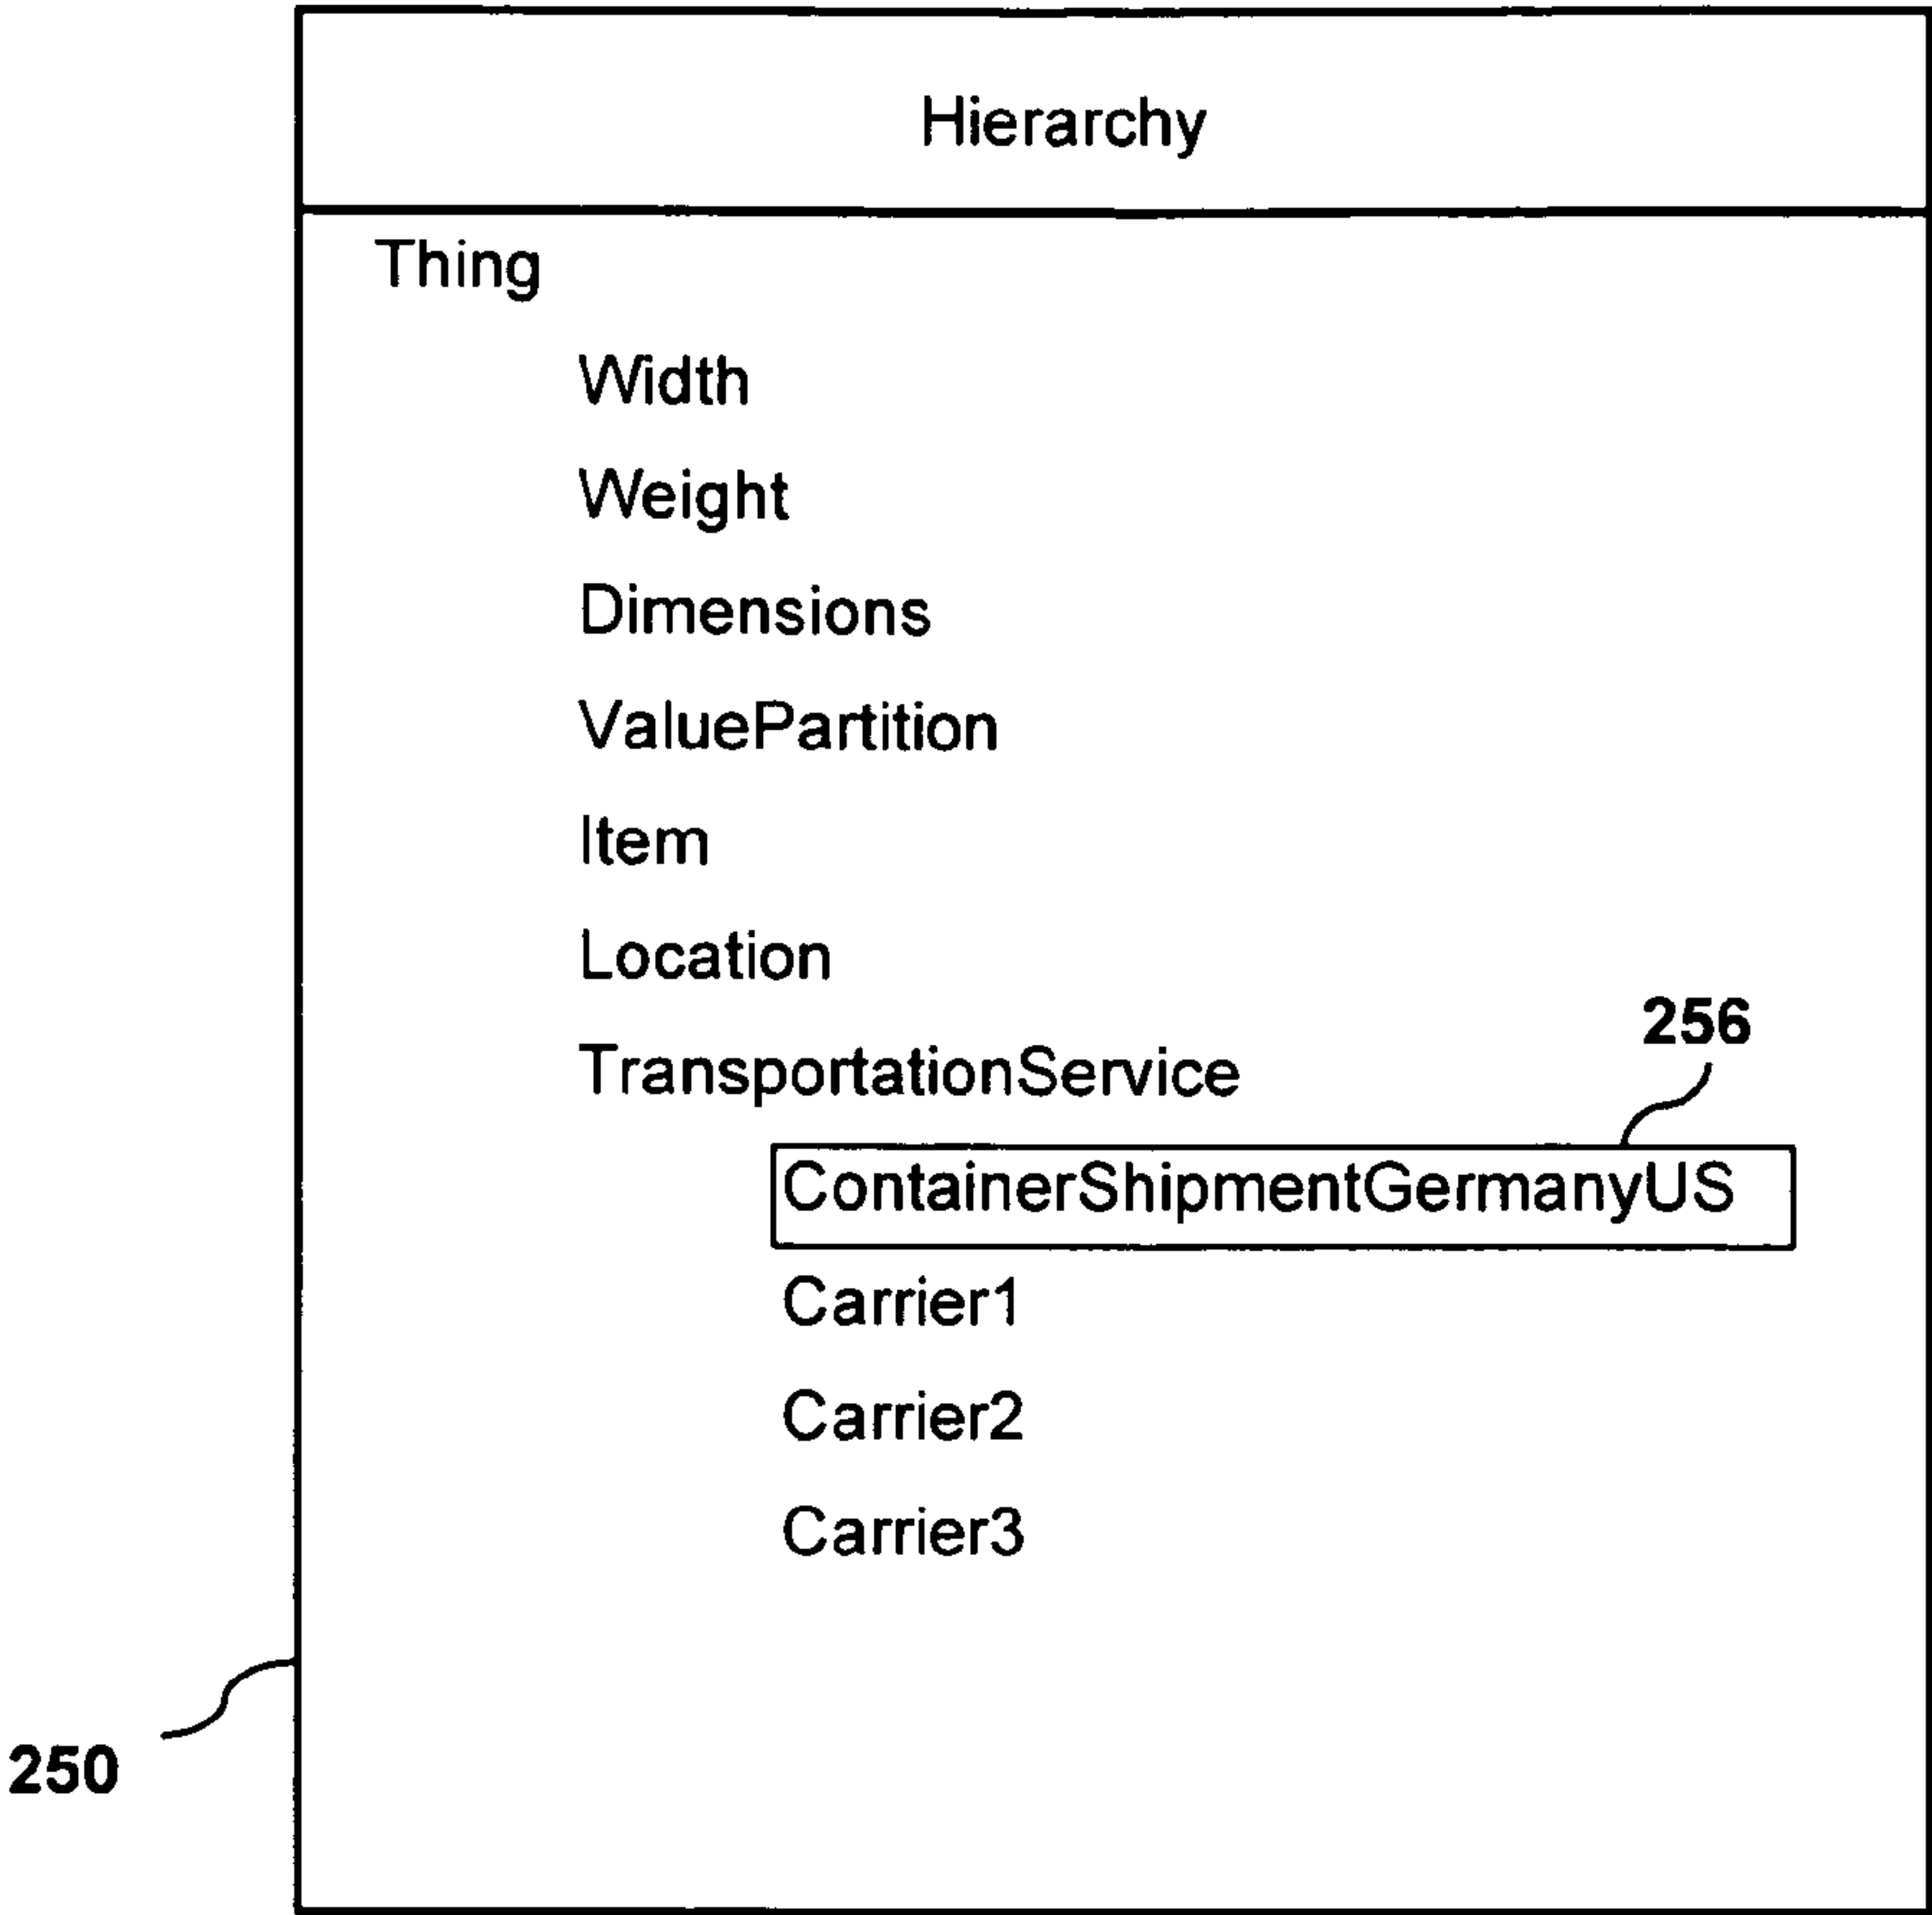 Hierarchy
Thing
Width
Weight
Dimensions
ValuePartition
Item
Location
256
TransportationService
ContainerShipmentGermanyUS
Carrier1
Carrier2
Carrier3
250